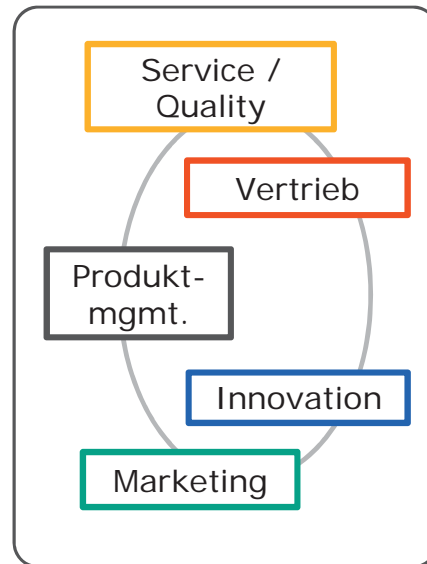 Service /
Quality
Vertrieb
Produkt-
mgmt.
Innovation
Marketing